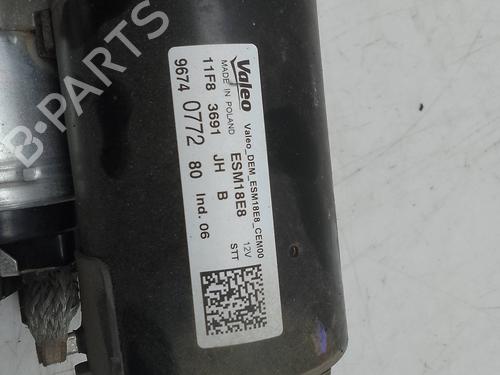 B-PARTS
Valeo
MADE IN POLAND
Valeo_DEM_ESM18E8_CEM00
11F8 3691 JH B
ESM18E8
12V
STT
9674 0772 80 Ind. 06